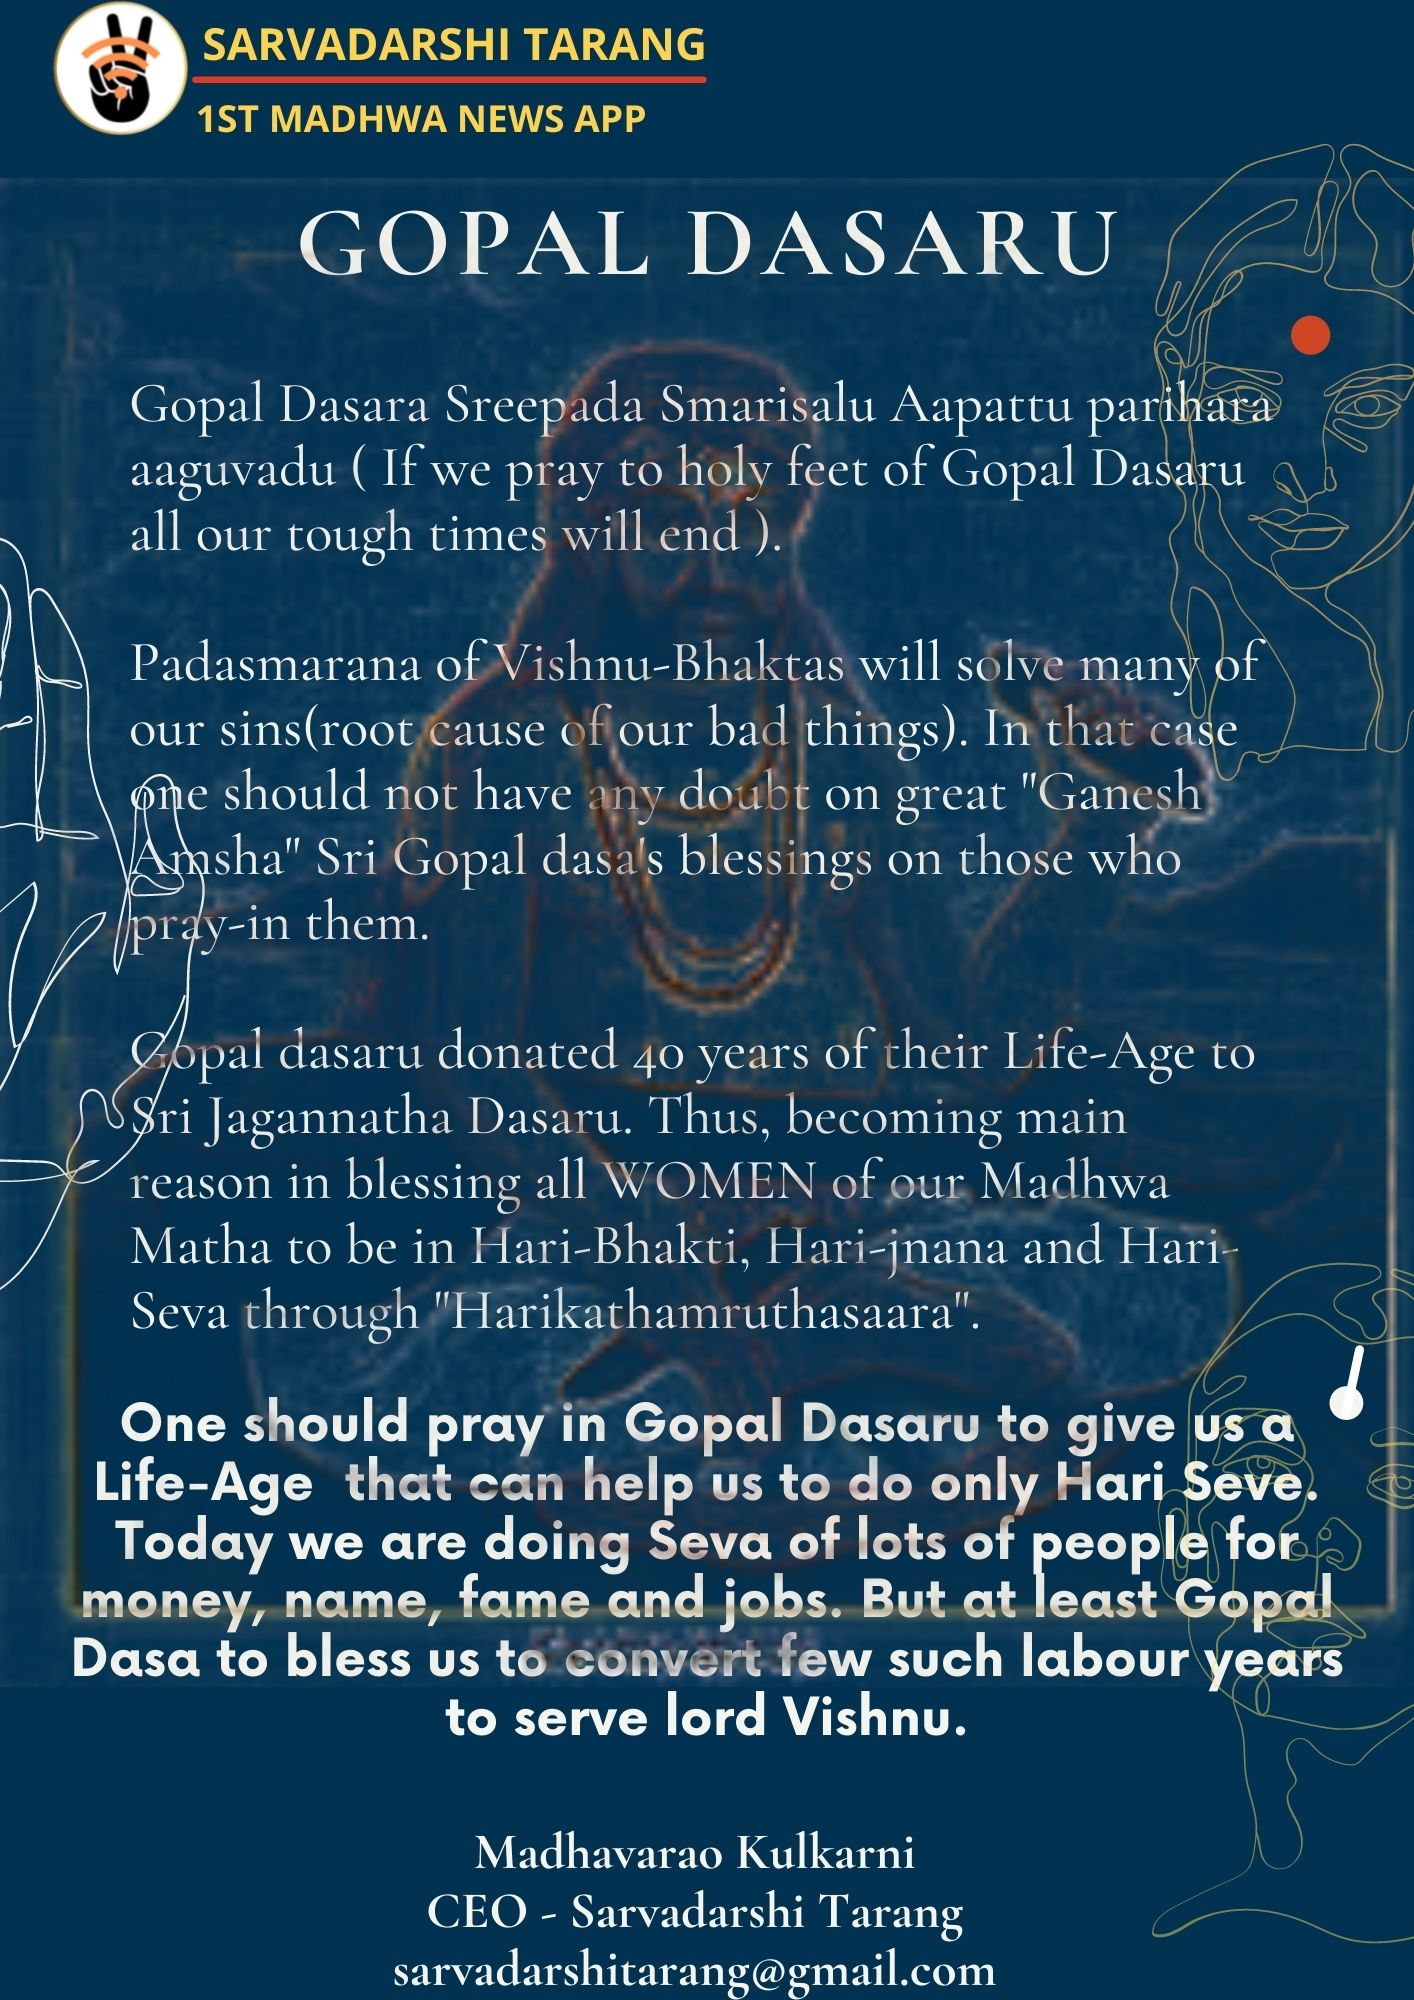 SARVADARSHI TARANG
1ST MADHWA NEWS APP
GOPAL DASARU
Gopal Dasara Sreepada Smarisalu Aapattu parihara
aaguvadu ( If we pray to holy feet of Gopal Dasaru
all our tough times will end ).
Padasmarana of Vishnu-Bhaktas will solve many of
our sins(root cause of our bad things). In that case
one should not have any doubt on great "Ganesh
Amsha" Sri Gopal dasa's blessings on those who
pray-in them.
Gopal dasaru donated 40 years of their Life-Age to
Sri Jagannatha Dasaru. Thus, becoming main
reason in blessing all WOMEN of our Madhwa
Matha to be in Hari-Bhakti, Hari-jnana and Hari-
Seva through "Harikathamruthasaara".
One should pray in Gopal Dasaru to give us a
Life-Age that can help us to do only Hari Seve.
Today we are doing Seva of lots of people for
money, name, fame and jobs. But at least Gopal
Dasa to bless us to convert few such labour years
to serve lord Vishnu.
Madhavarao Kulkarni
CEO - Sarvadarshi Tarang
sarvadarshitarang@gmail.com